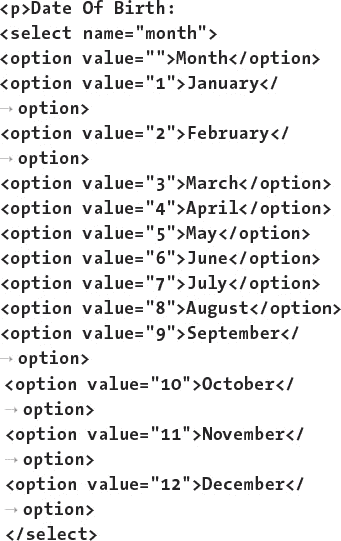 <p>Date Of Birth:
<select name="month">
<option value="">Month</option>
<option value="1">January</
→ option>
<option value="2">February</
→ option>
<option value="3">March</option>
<option value="4">April</option>
<option value="5">May</option>
<option value="6">June</option>
<option value="7">July</option>
<option value="8">August</option>
<option value="9">September</
→ option>
<option value="10">October</
→ option>
<option value="11">November</
→ option>
<option value="12">December</
→ option>
</select>